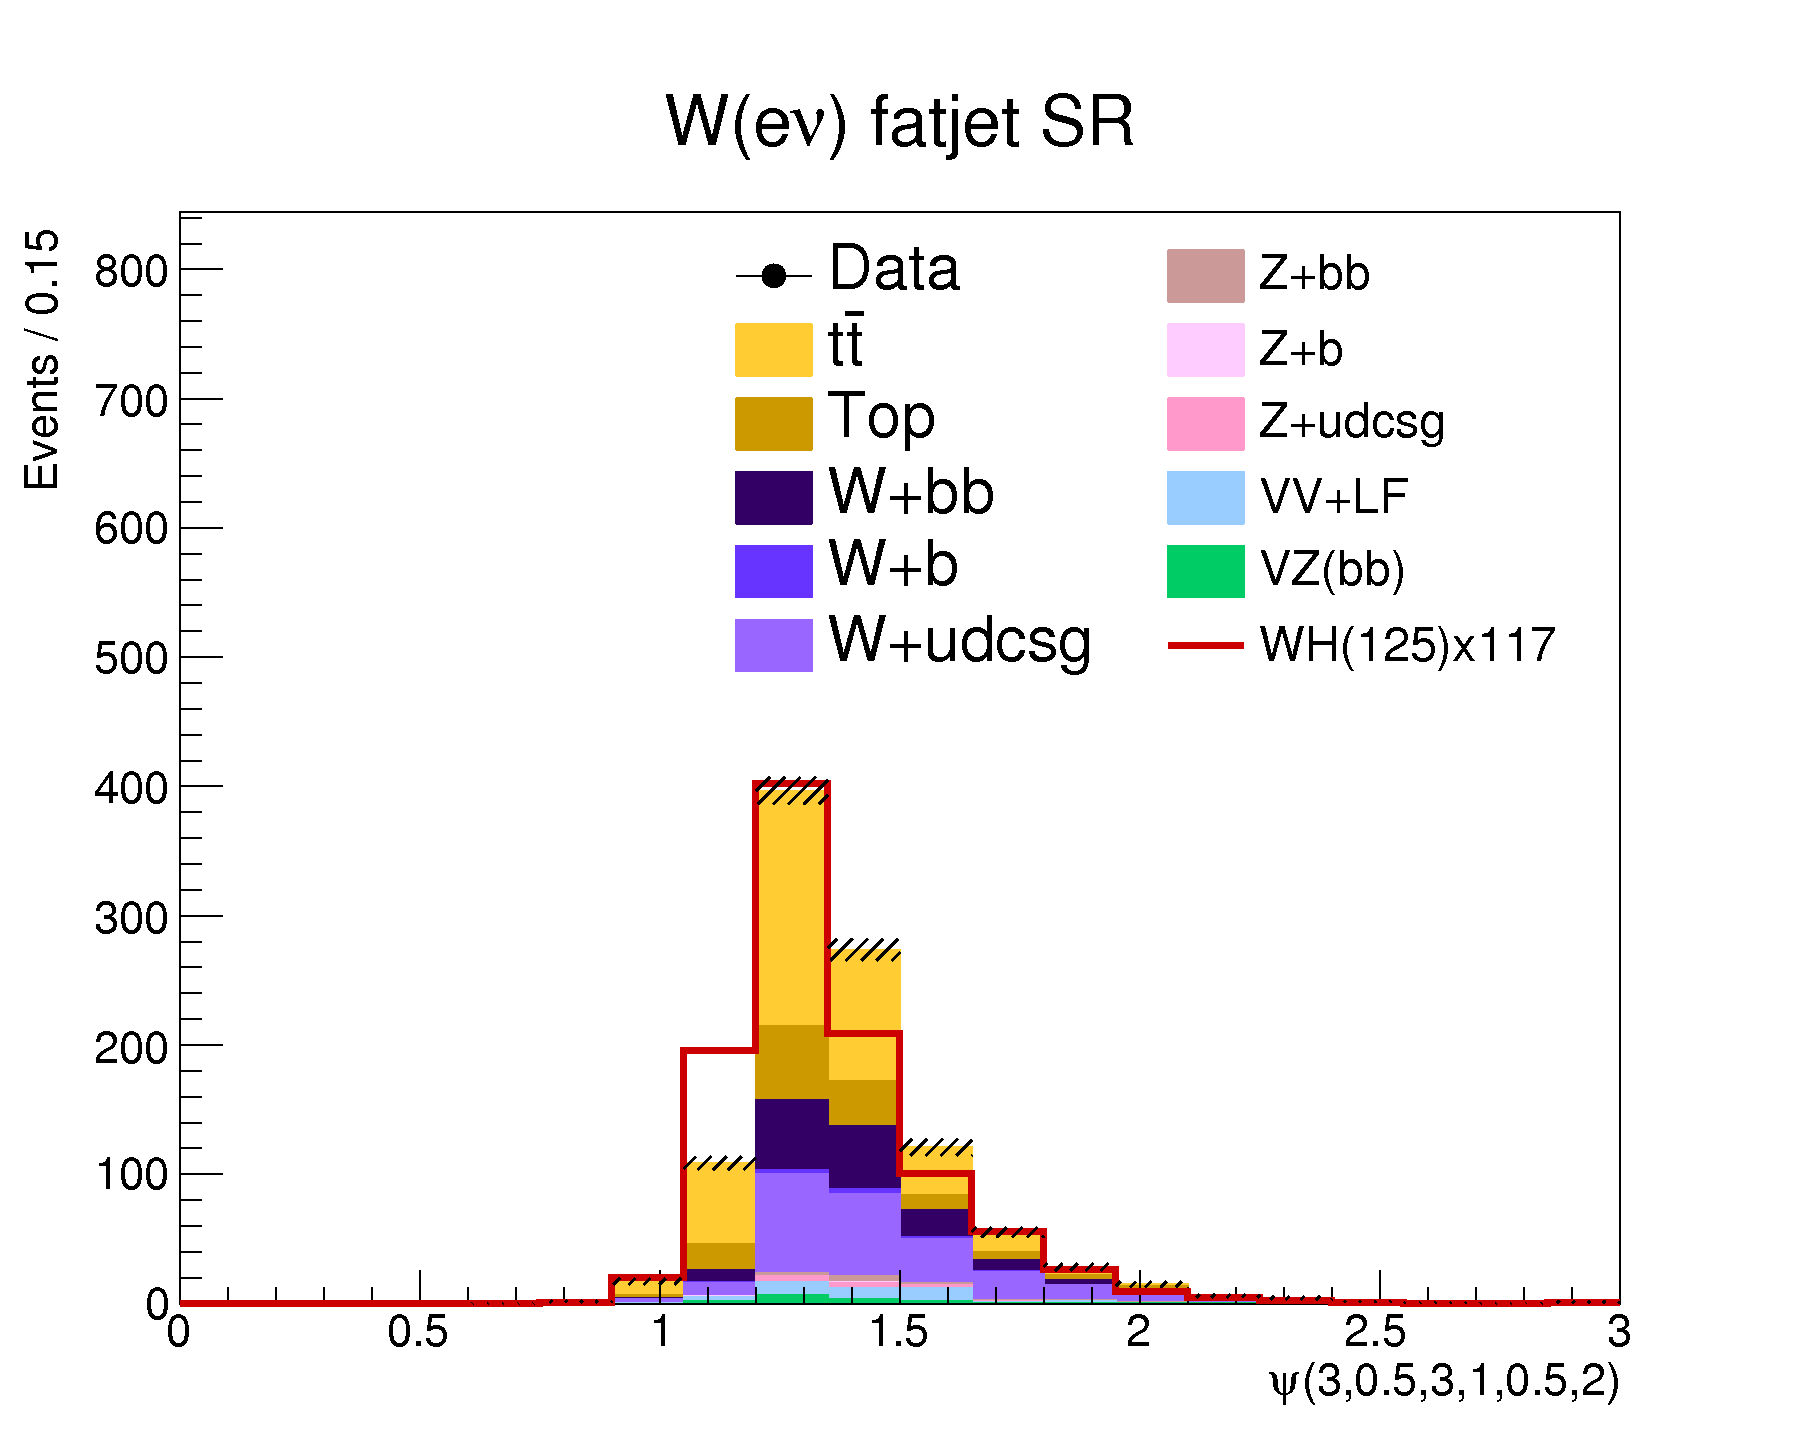 W(eν) fatjet SR
Events / 0.15
800
700
600
500
400
300
200
100
0
Data
tt̄
Top
W+bb
W+b
W+udcsg
Z+bb
Z+b
Z+udcsg
VV+LF
VZ(bb)
WH(125)x117
0 0.5 1 1.5 2 2.5 3
ψ(3,0.5,3,1,0.5,2)